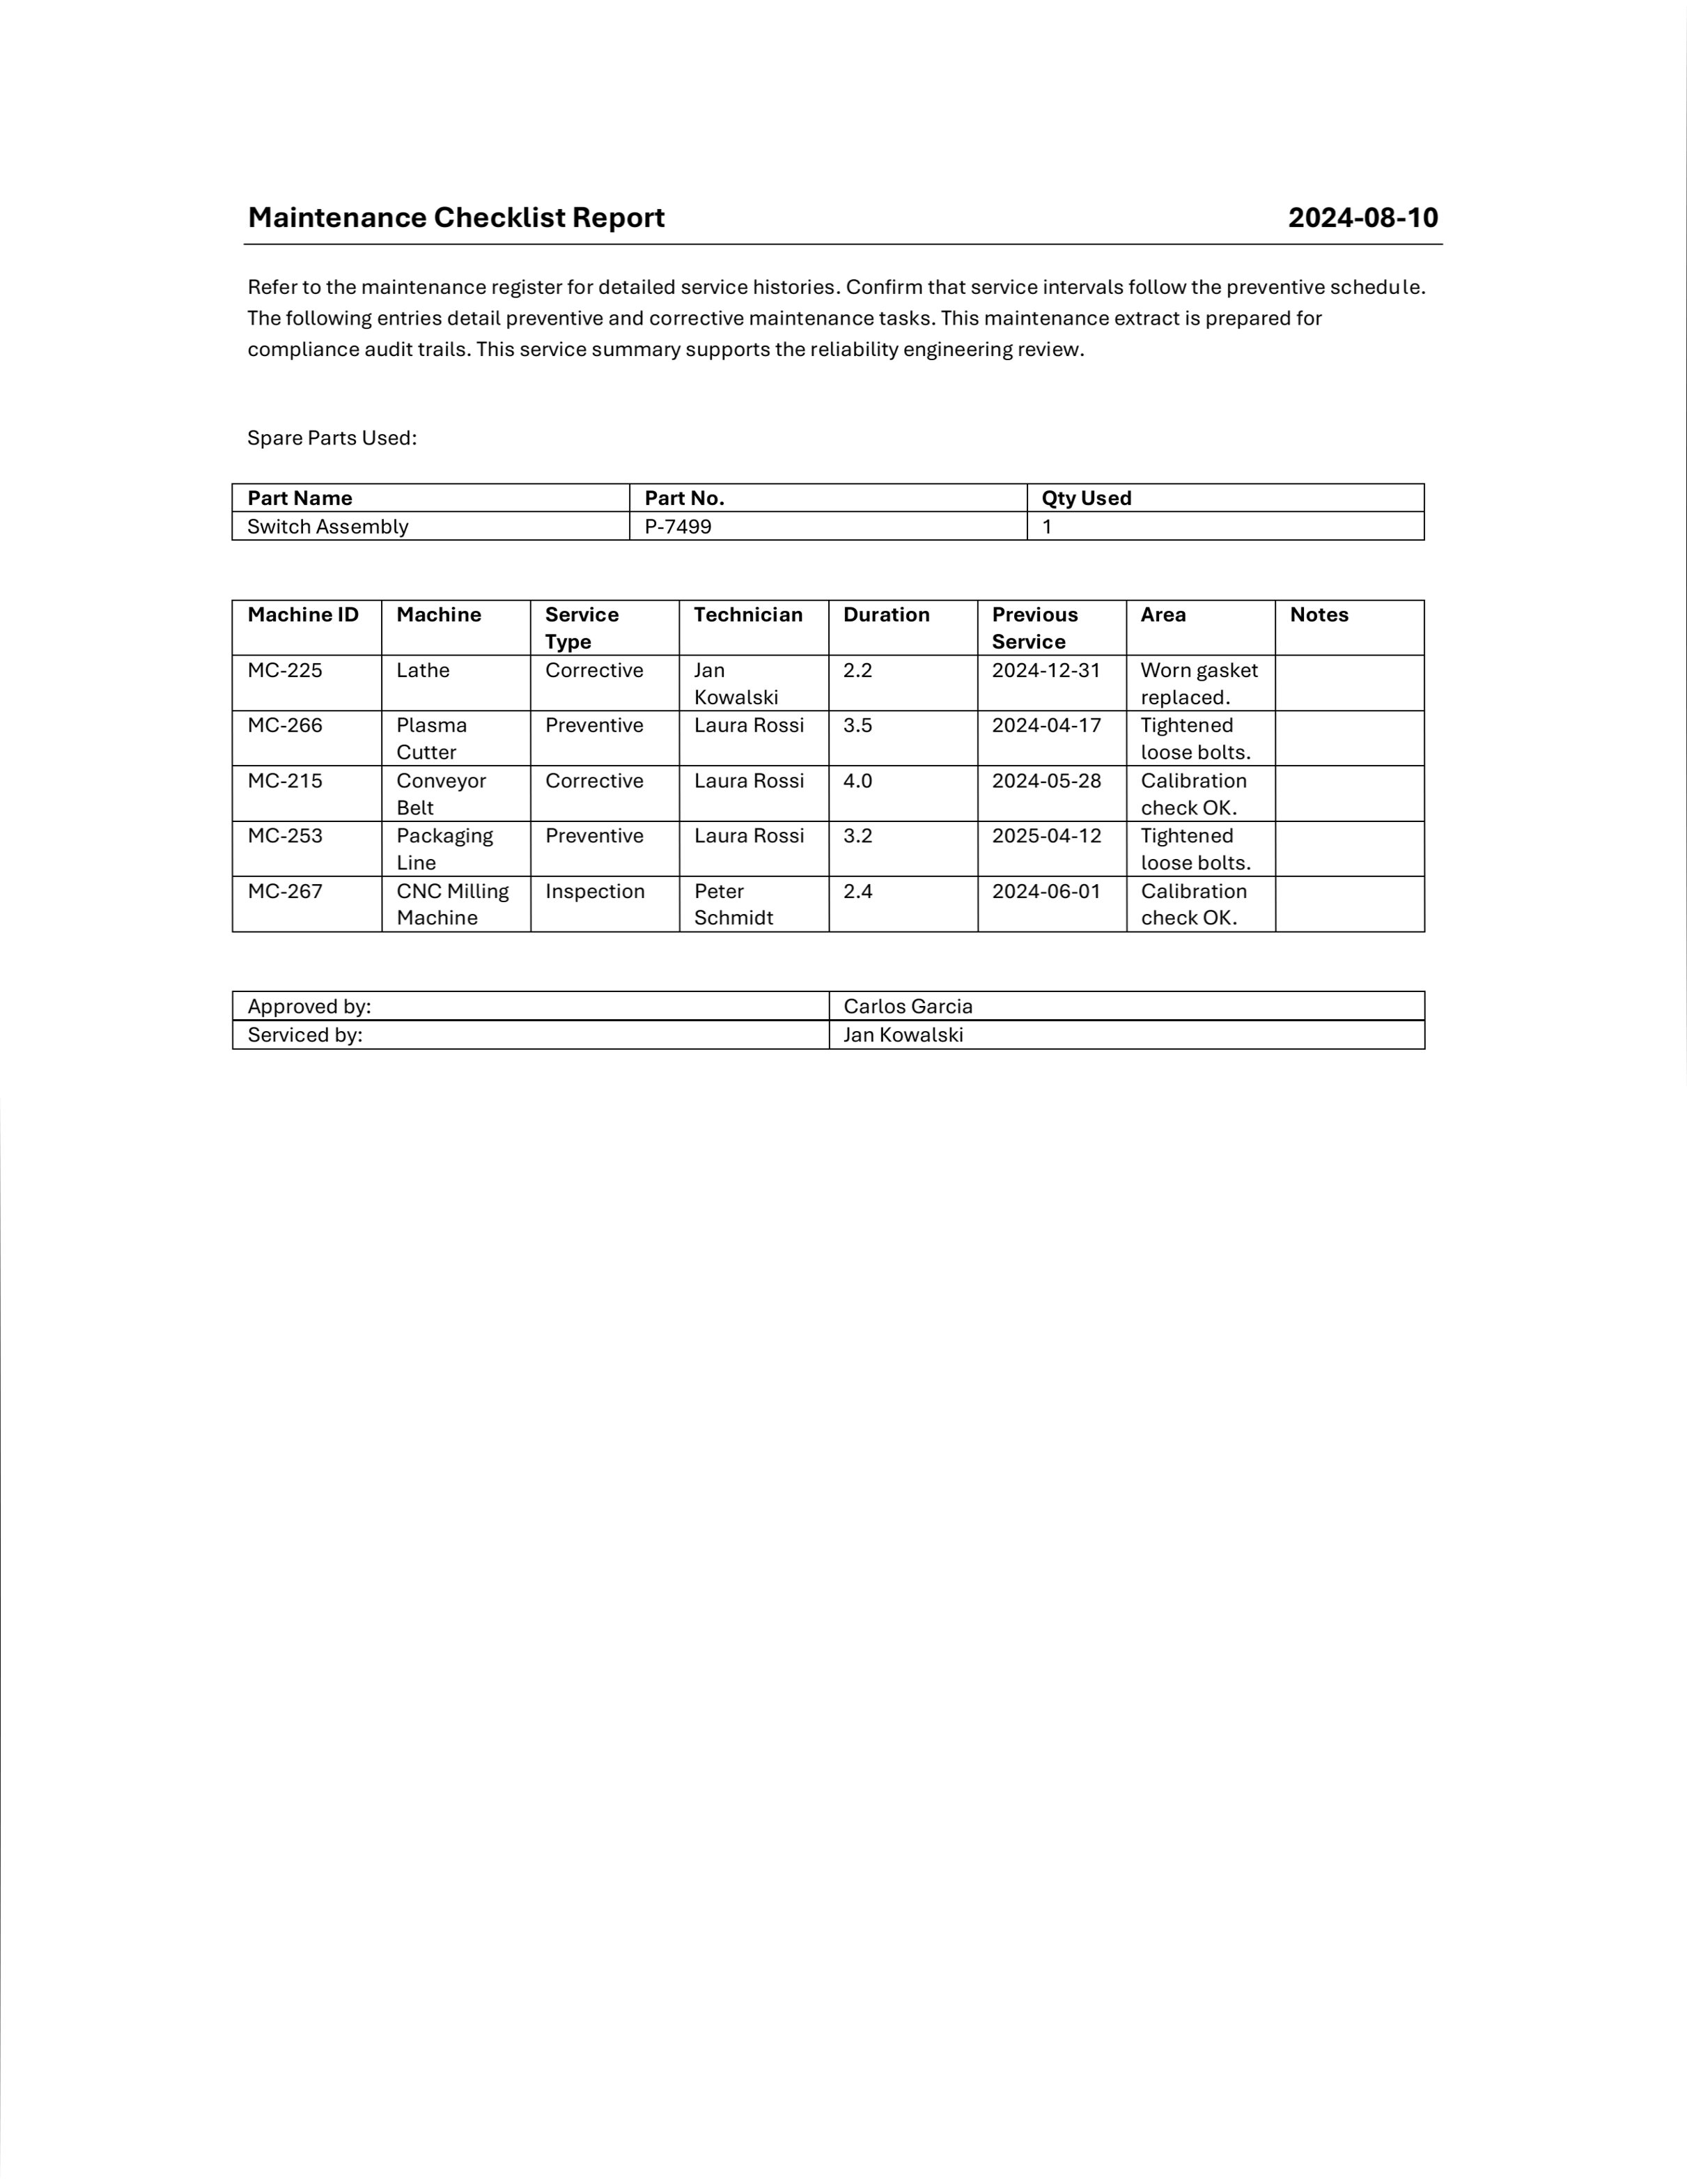 Maintenance Checklist Report 2024-08-10
Refer to the maintenance register for detailed service histories. Confirm that service intervals follow the preventive schedule.
The following entries detail preventive and corrective maintenance tasks. This maintenance extract is prepared for
compliance audit trails. This service summary supports the reliability engineering review.
Spare Parts Used:
Part Name Part No. Qty Used
Switch Assembly P-7499 1
Machine ID Machine Service Type Technician Duration Previous Service Area Notes
MC-225 Lathe Corrective Jan Kowalski 2.2 2024-12-31 Worn gasket replaced.
MC-266 Plasma Cutter Preventive Laura Rossi 3.5 2024-04-17 Tightened loose bolts.
MC-215 Conveyor Belt Corrective Laura Rossi 4.0 2024-05-28 Calibration check OK.
MC-253 Packaging Line Preventive Laura Rossi 3.2 2025-04-12 Tightened loose bolts.
MC-267 CNC Milling Machine Inspection Peter Schmidt 2.4 2024-06-01 Calibration check OK.
Approved by: Carlos Garcia
Serviced by: Jan Kowalski